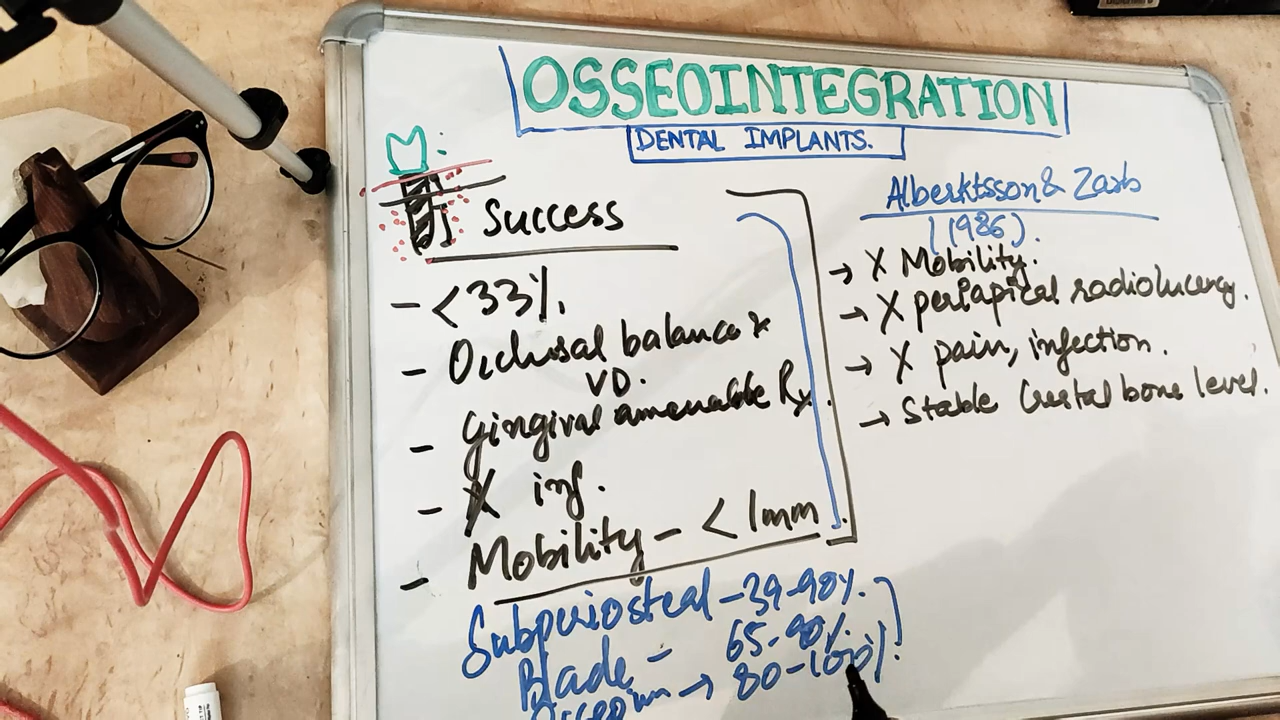 OSSEOINTEGRATION
DENTAL IMPLANTS.
Success
- <33%.
- Occlusal balance &
VD.
- Gingival amenable Rx.
- X inf.
- Mobility - < 1mm.
Subperiosteal - 39-90%.
Blade - 65-90%.
→ 80-100%.
Alberktsson & Zarb
(1986).
→ X Mobility.
→ X periapical radiolucency.
→ X pain, infection.
→ Stable Crestal bone level.